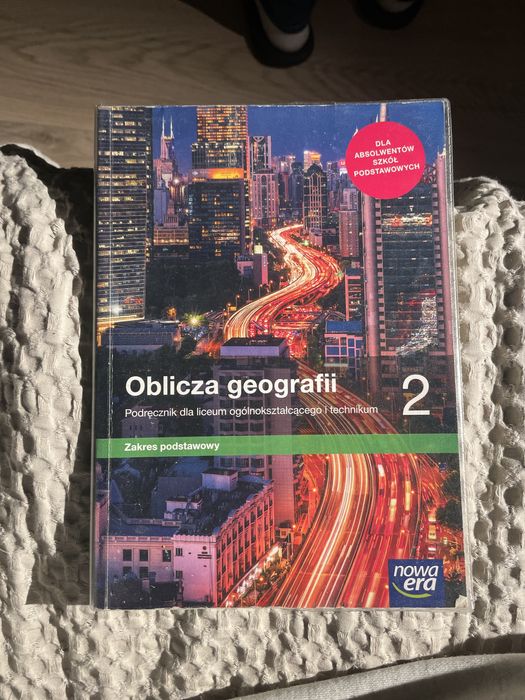 DLA
ABSOLWENTÓW
SZKÓŁ
PODSTAWOWYCH
Oblicza geografii 2
Podręcznik dla liceum ogólnokształcącego i technikum
Zakres podstawowy
nowa
era